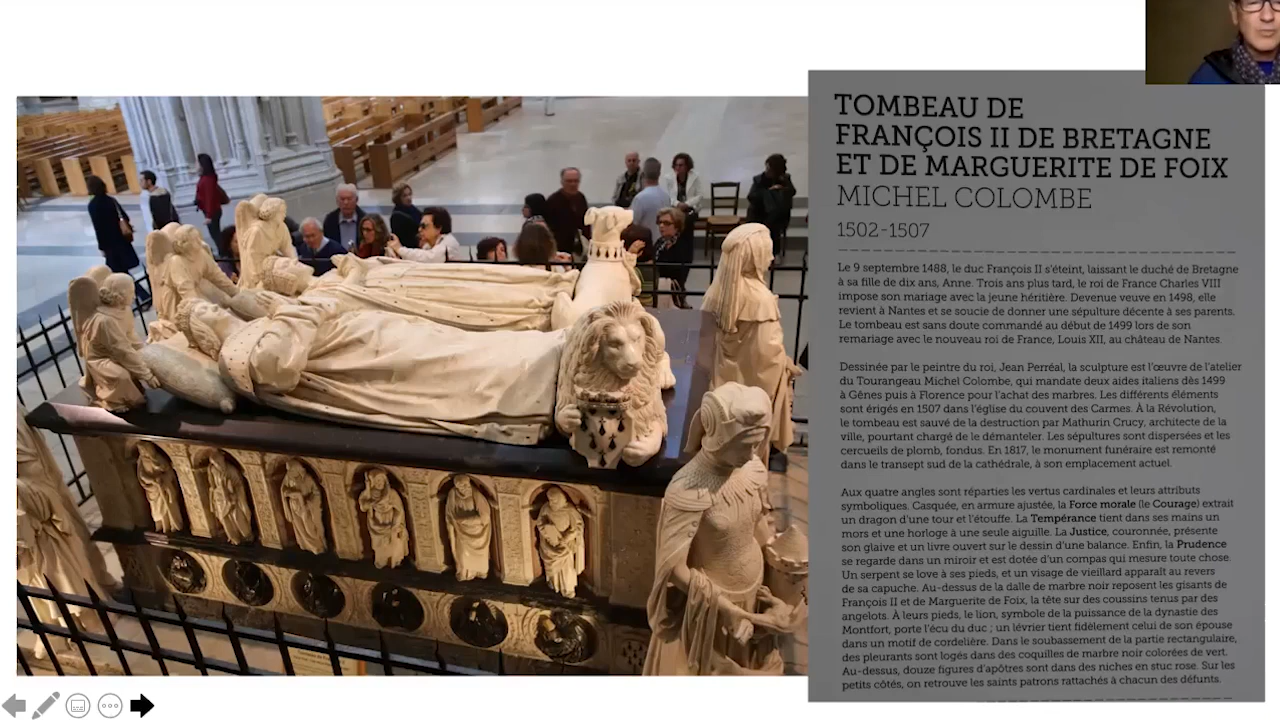 TOMBEAU DE
FRANÇOIS II DE BRETAGNE
ET DE MARGUERITE DE FOIX
MICHEL COLOMBE
1502-1507
Le 9 septembre 1488, le duc François II s'éteint, laissant le duché de Bretagne
à sa fille de dix ans, Anne. Trois ans plus tard, le roi de France Charles VIII
impose son mariage avec la jeune héritière. Devenue veuve en 1498, elle
revient à Nantes et se soucie de donner une sépulture décente à ses parents.
Le tombeau est sans doute commandé au début de 1499 lors de son
remariage avec le nouveau roi de France, Louis XII, au château de Nantes.
Dessinée par le peintre du roi, Jean Perréal, la sculpture est l'œuvre de l'atelier
du Tourangeau Michel Colombe, qui mandate deux aides italiens dès 1499
à Gênes puis à Florence pour l'achat des marbres. Les différents éléments
sont érigés en 1507 dans l'église du couvent des Carmes. À la Révolution,
le tombeau est sauvé de la destruction par Mathurin Crucy, architecte de la
ville, pourtant chargé de le démanteler. Les sépultures sont dispersées et les
cercueils de plomb, fondus. En 1817, le monument funéraire est remonté
dans le transept sud de la cathédrale, à son emplacement actuel.
Aux quatre angles sont réparties les vertus cardinales et leurs attributs
symboliques. Casquée, en armure ajustée, la Force morale (le Courage) extrait
un dragon d'une tour et l'étouffe. La Tempérance tient dans ses mains un
mors et une horloge à une seule aiguille. La Justice, couronnée, présente
son glaive et un livre ouvert sur le dessin d'une balance. Enfin, la Prudence
se regarde dans un miroir et est dotée d'un compas qui mesure toute chose.
Un serpent se love à ses pieds, et un visage de vieillard apparaît au revers
de sa capuche. Au-dessus de la dalle de marbre noir reposent les gisants de
François II et de Marguerite de Foix, la tête sur des coussins tenus par des
angelots. À leurs pieds, le lion, symbole de la puissance de la dynastie des
Montfort, porte l'écu du duc ; un lévrier tient fidèlement celui de son épouse
dans un motif de cordelière. Dans le soubassement de la partie rectangulaire,
des pleurants sont logés dans des coquilles de marbre noir colorées de vert.
Au-dessus, douze figures d'apôtres sont dans des niches en stuc rose. Sur les
petits côtés, on retrouve les saints patrons rattachés à chacun des défunts.